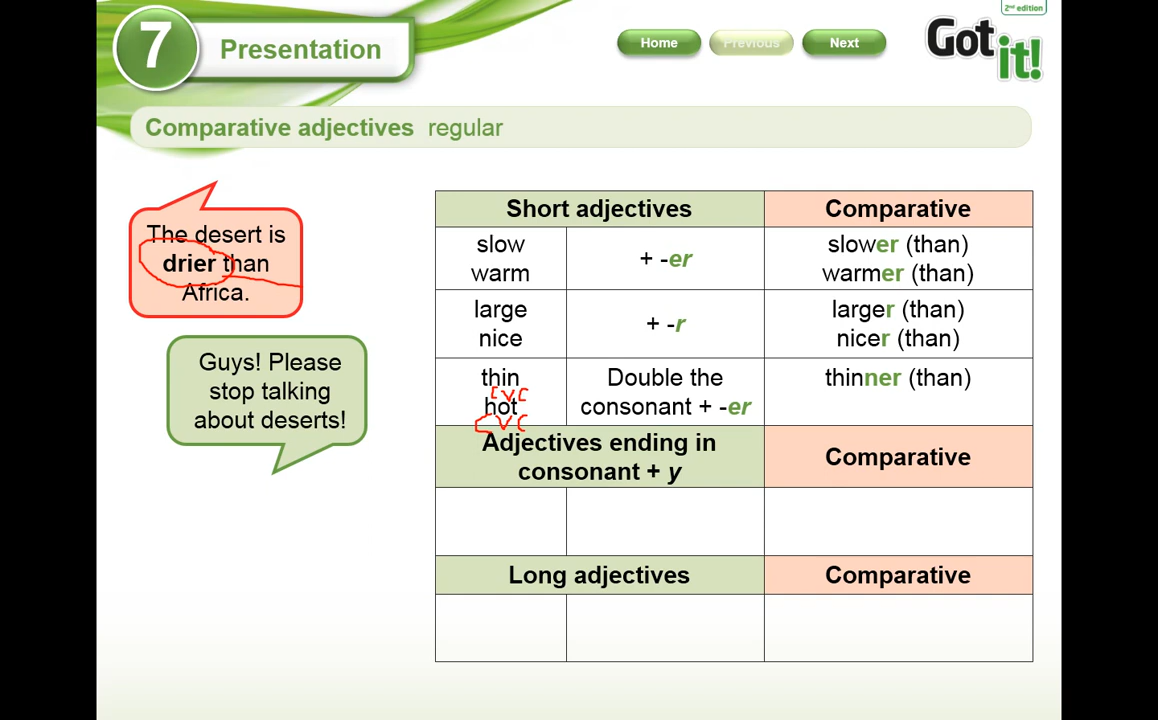 2nd edition
7
Presentation
Home
Previous
Next
Got
it!
Comparative adjectives regular
The desert is
drier than
Africa.
Guys! Please
stop talking
about deserts!
Short adjectives
Comparative
slow
warm
+ -er
slower (than)
warmer (than)
large
nice
+ -r
larger (than)
nicer (than)
thin
CVC
hot
CVC
Double the
consonant + -er
thinner (than)
Adjectives ending in
consonant + y
Comparative
Long adjectives
Comparative